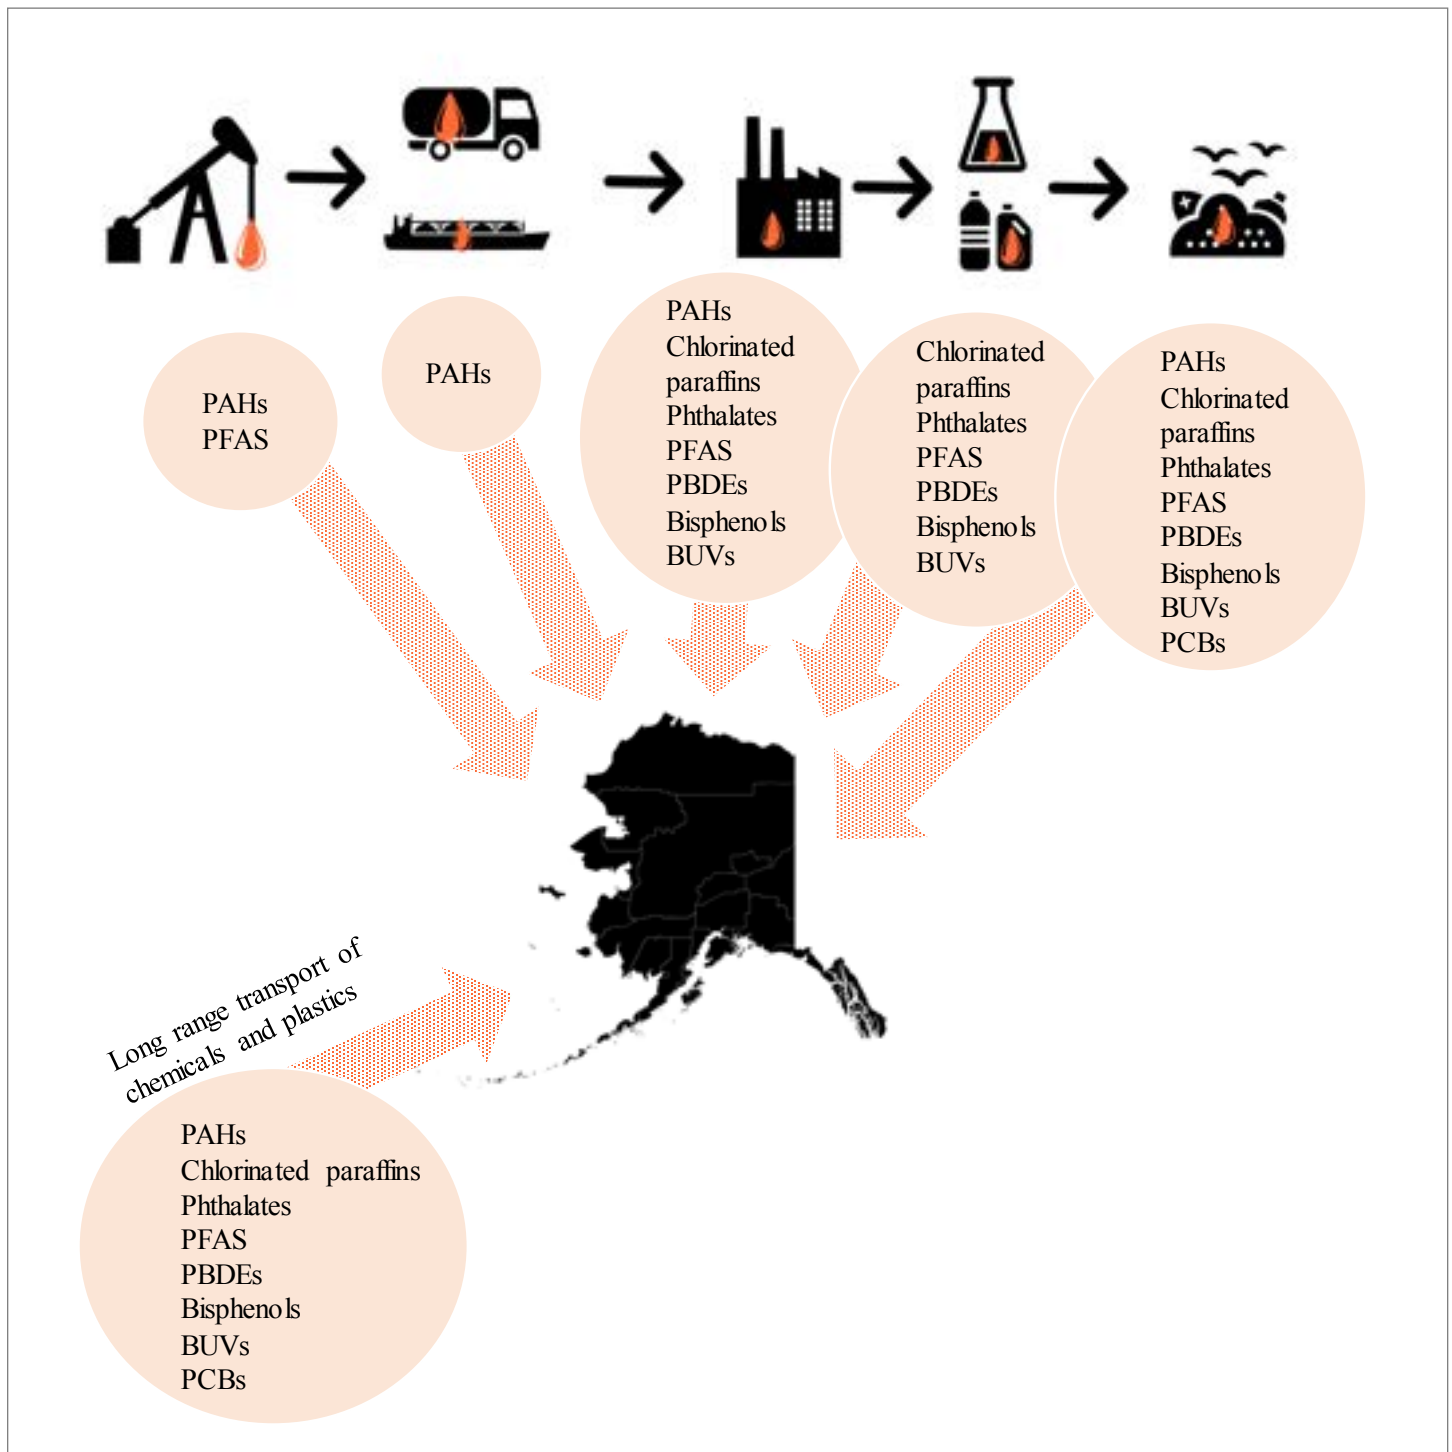 PAHs
PFAS
PAHs
PAHs
Chlorinated
paraffins
Phthalates
PFAS
PBDEs
Bisphenols
BUVs
Chlorinated
paraffins
Phthalates
PFAS
PBDEs
Bisphenols
BUVs
PAHs
Chlorinated
paraffins
Phthalates
PFAS
PBDEs
Bisphenols
BUVs
PCBs
Long range transport of
chemicals and plastics
PAHs
Chlorinated paraffins
Phthalates
PFAS
PBDEs
Bisphenols
BUVs
PCBs